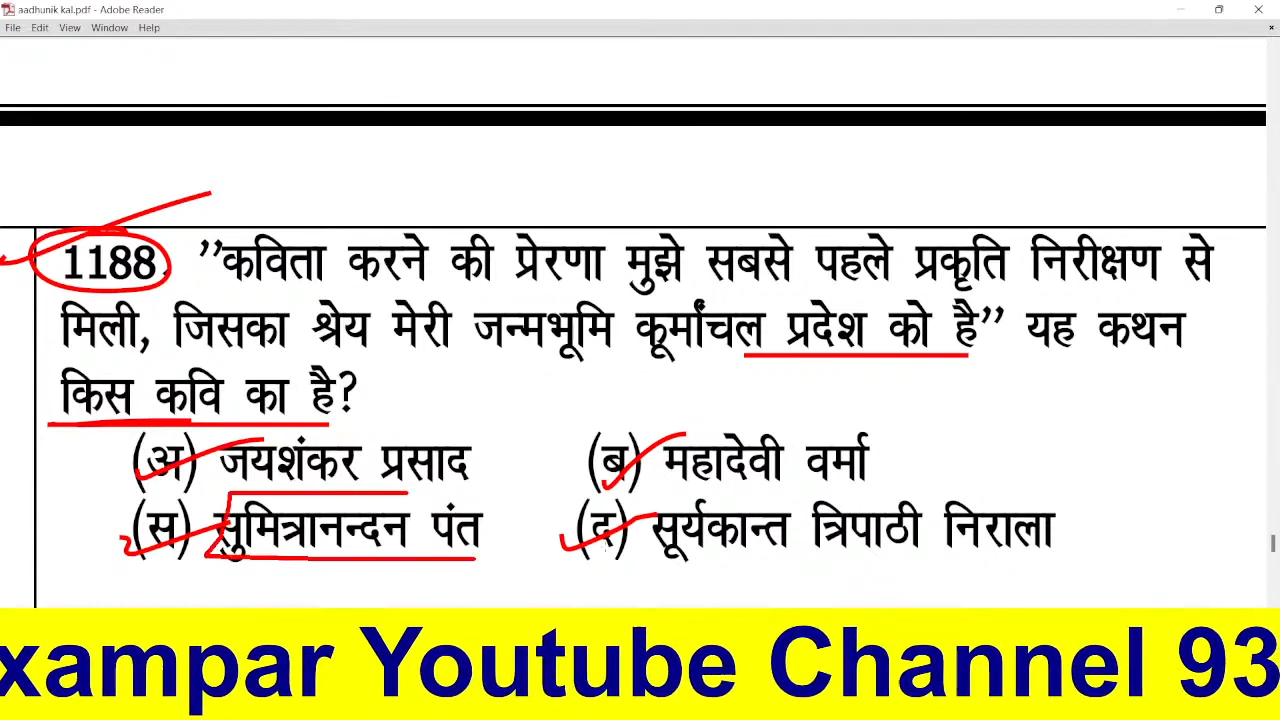 aadhunik kal.pdf - Adobe Reader
File Edit View Window Help
1188. ”कविता करने की प्रेरणा मुझे सबसे पहले प्रकृति निरीक्षण से
मिली, जिसका श्रेय मेरी जन्मभूमि कूर्मांचल प्रदेश को है” यह कथन
किस कवि का है?
(अ) जयशंकर प्रसाद (ब) महादेवी वर्मा
(स) सुमित्रानन्दन पंत (द) सूर्यकान्त त्रिपाठी निराला
xampar Youtube Channel 93